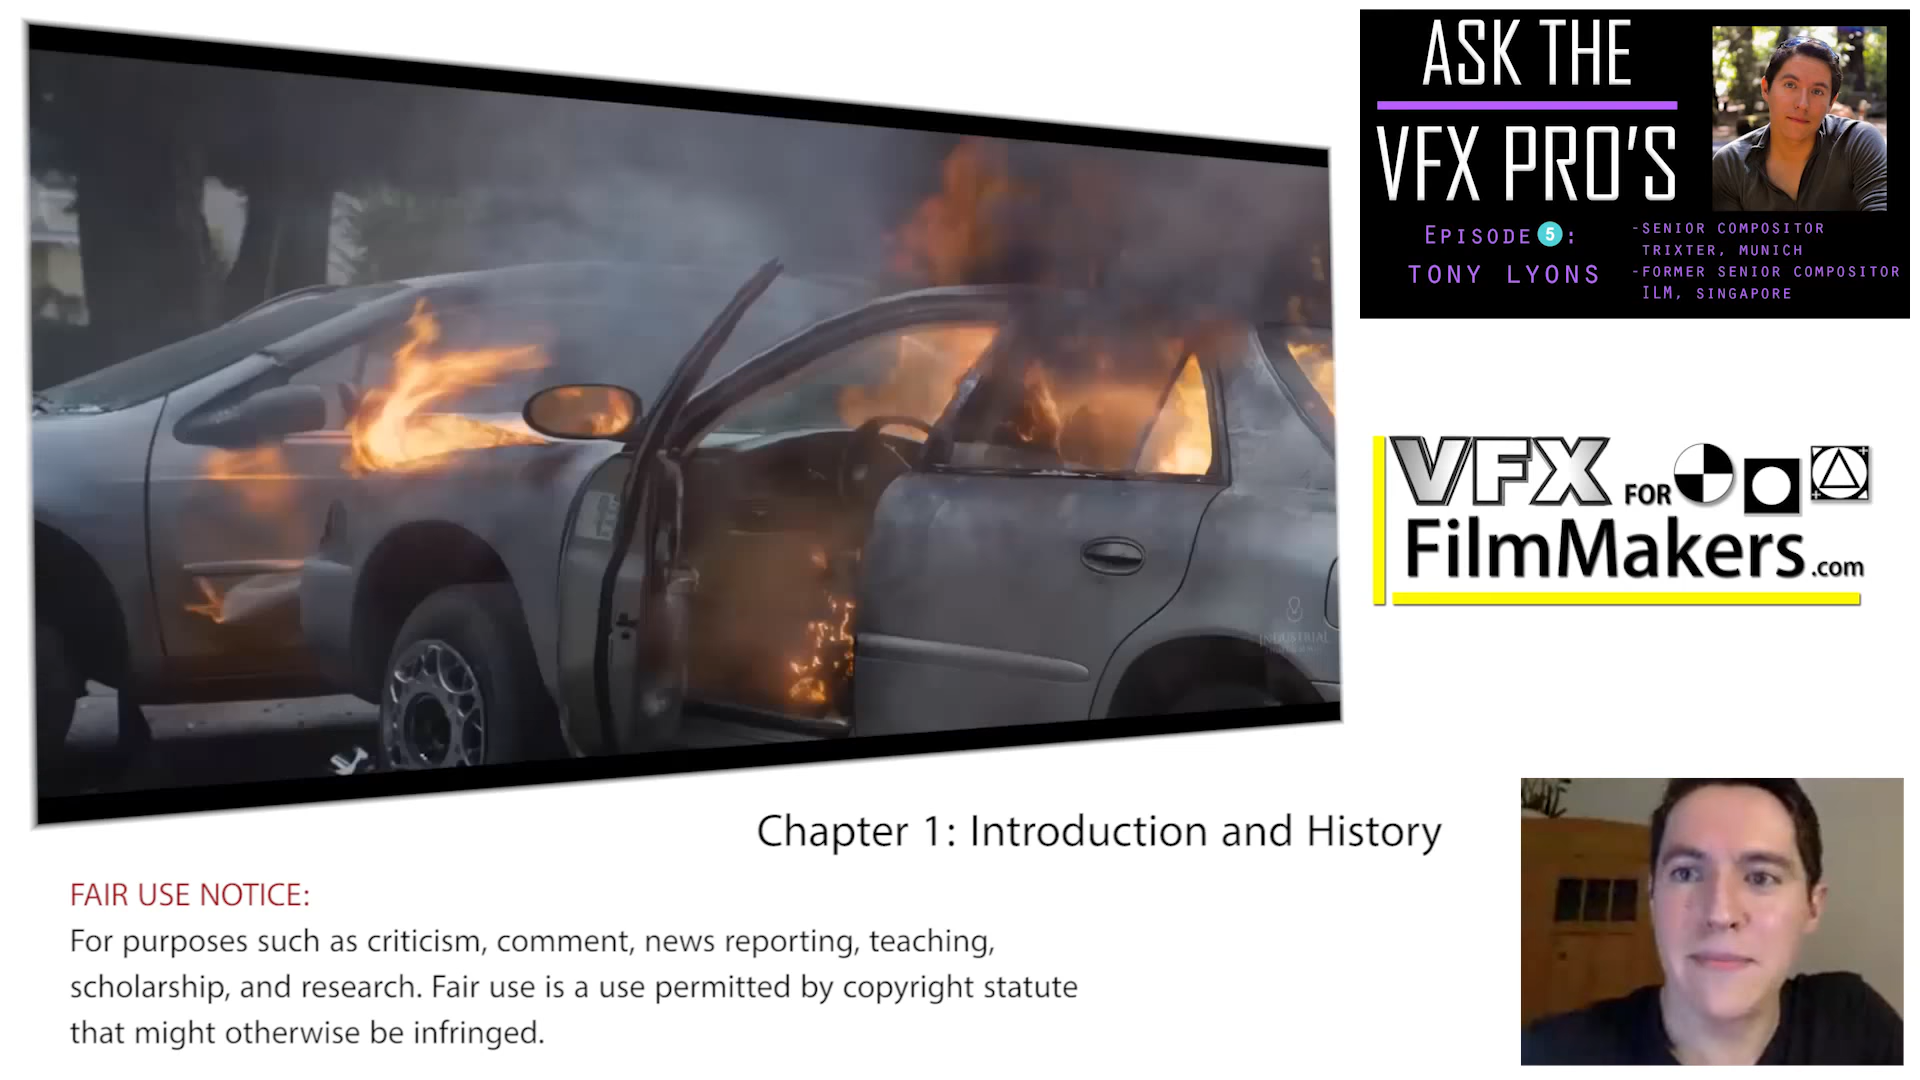 ASK THE
VFX PRO'S
EPISODE 5:
TONY LYONS
-SENIOR COMPOSITOR
TRIXTER, MUNICH
-FORMER SENIOR COMPOSITOR
ILM, SINGAPORE
VFX FOR
FilmMakers.com
INDUSTRIAL
Chapter 1: Introduction and History
FAIR USE NOTICE:
For purposes such as criticism, comment, news reporting, teaching,
scholarship, and research. Fair use is a use permitted by copyright statute
that might otherwise be infringed.